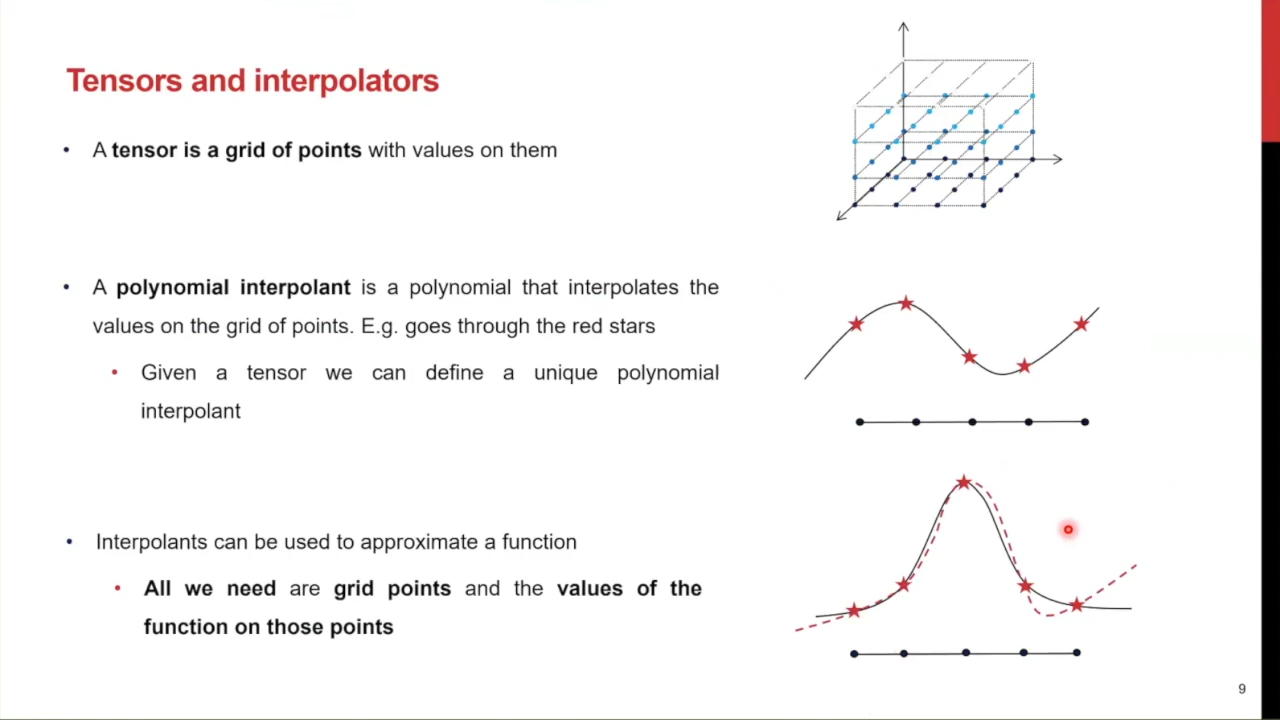 Tensors and interpolators
• A tensor is a grid of points with values on them
• A polynomial interpolant is a polynomial that interpolates the
values on the grid of points. E.g. goes through the red stars
• Given a tensor we can define a unique polynomial
interpolant
• Interpolants can be used to approximate a function
• All we need are grid points and the values of the
function on those points
9